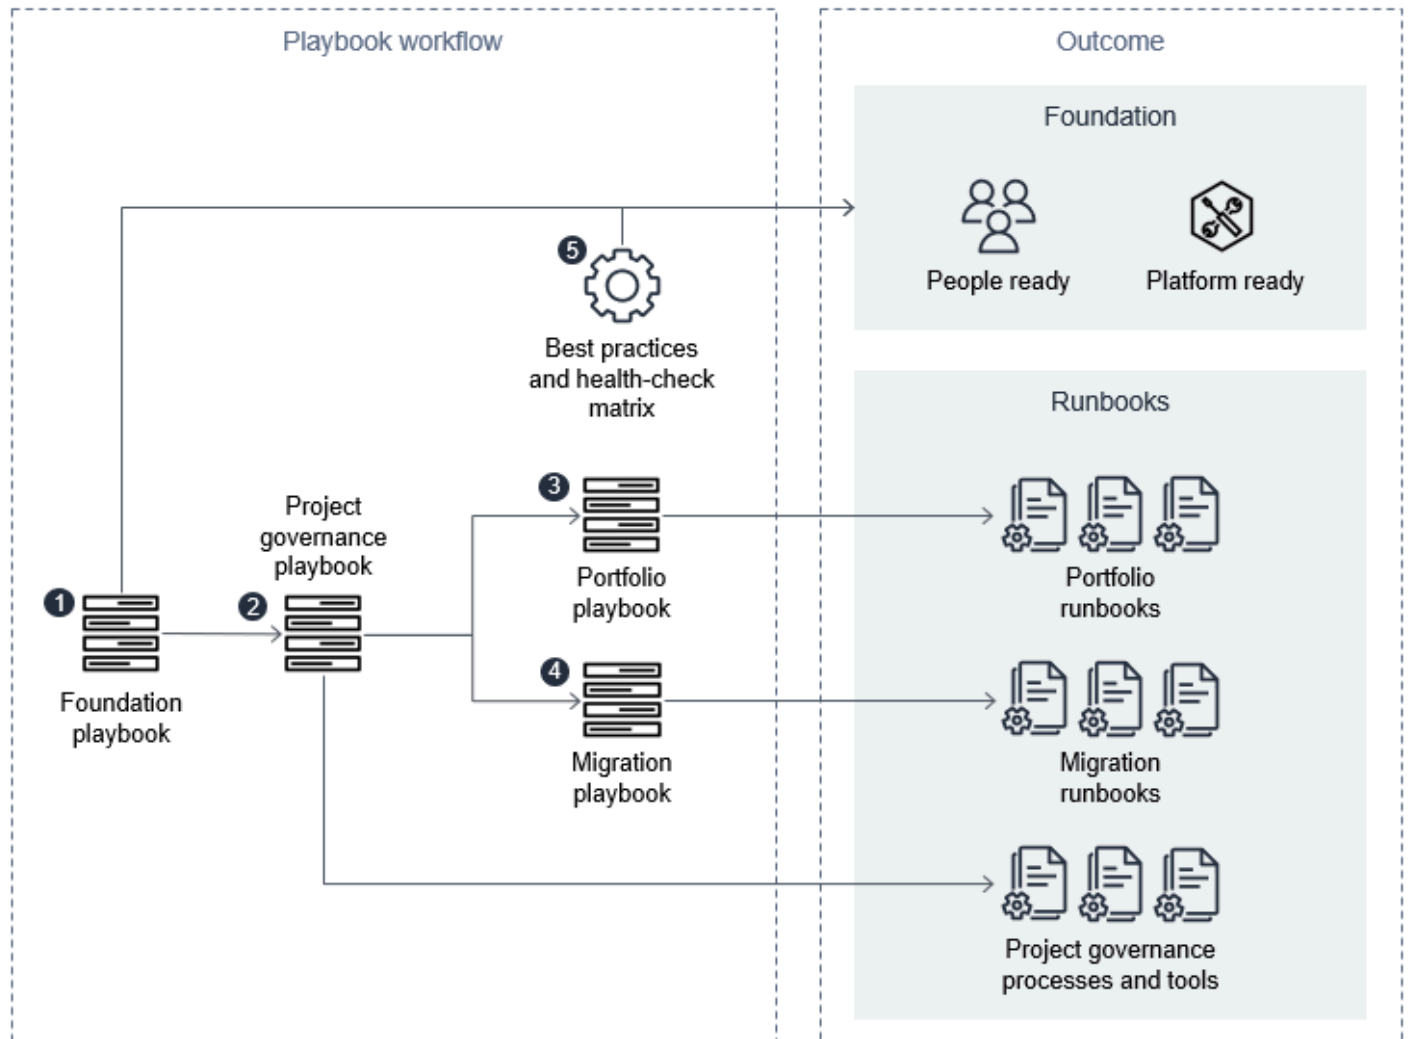 Playbook workflow
Outcome
Foundation
People ready
Platform ready
5
Best practices
and health-check
matrix
Runbooks
3
Portfolio
playbook
Portfolio
runbooks
Project
governance
playbook
1
2
Foundation
playbook
4
Migration
playbook
Migration
runbooks
Project governance
processes and tools